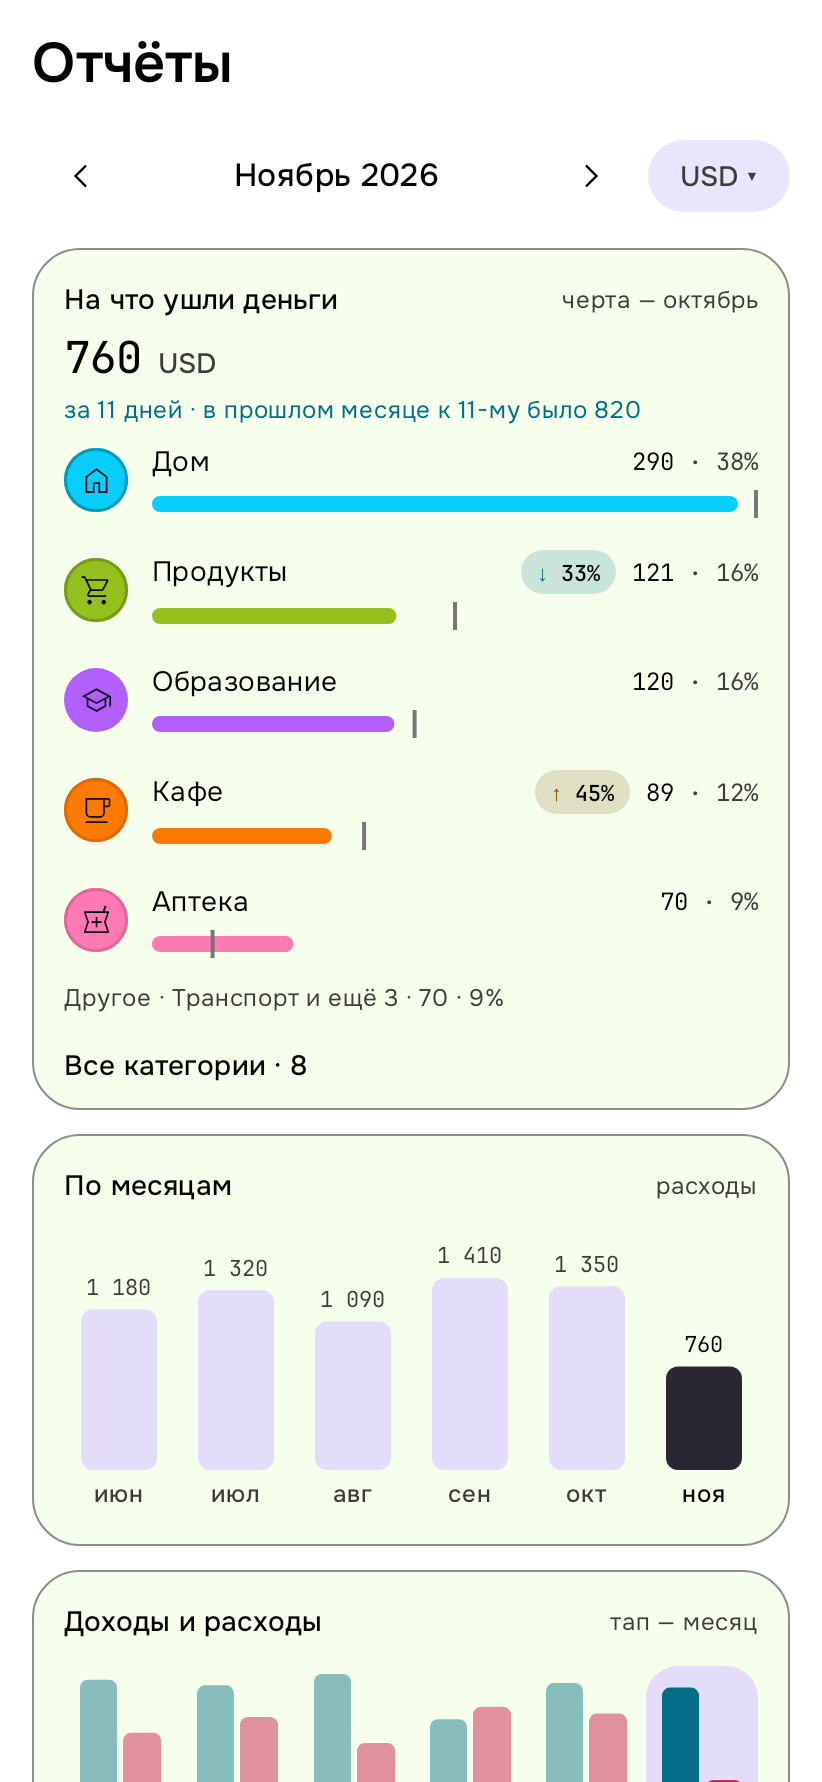 Отчёты
Ноябрь 2026 USD ▾
На что ушли деньги черта — октябрь
760 USD
за 11 дней · в прошлом месяце к 11-му было 820
Дом 290 · 38%
Продукты ↓ 33% 121 · 16%
Образование 120 · 16%
Кафе ↑ 45% 89 · 12%
Аптека 70 · 9%
Другое · Транспорт и ещё 3 · 70 · 9%
Все категории · 8
По месяцам расходы
1 180 1 320 1 090 1 410 1 350 760
июн июл авг сен окт ноя
Доходы и расходы тап — месяц